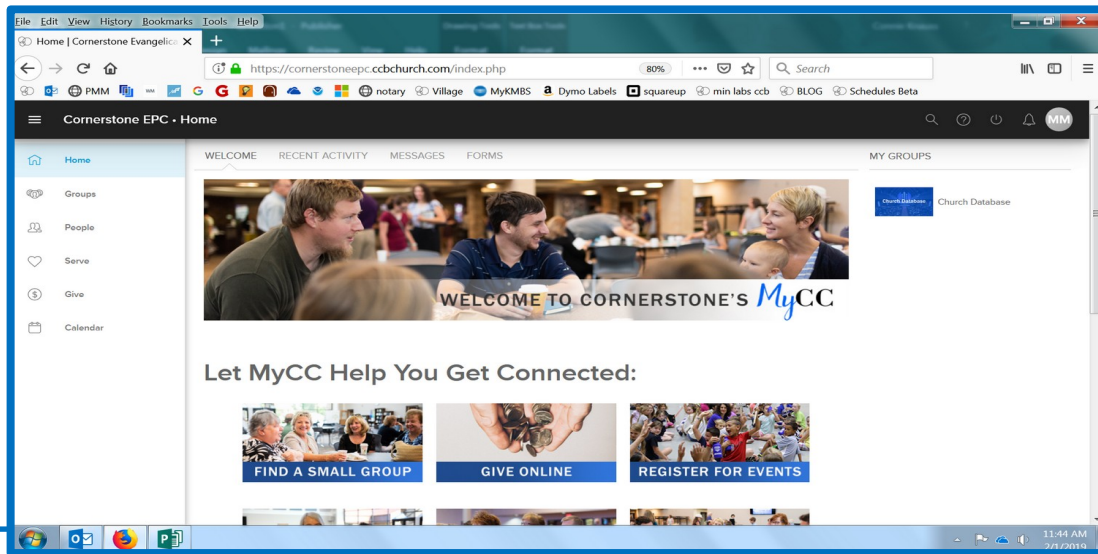 File Edit View History Bookmarks Tools Help
Home | Cornerstone Evangelica
https://cornerstoneepc.ccbchurch.com/index.php 80% Search
PMM notary Village MyKMBS Dymo Labels squareup min labs ccb BLOG Schedules Beta
Cornerstone EPC • Home MM
Home
Groups
People
Serve
Give
Calendar
WELCOME RECENT ACTIVITY MESSAGES FORMS
WELCOME TO CORNERSTONE'S MyCC
MY GROUPS
Church Database Church Database
Let MyCC Help You Get Connected:
FIND A SMALL GROUP GIVE ONLINE REGISTER FOR EVENTS
11:44 AM
2/1/2019